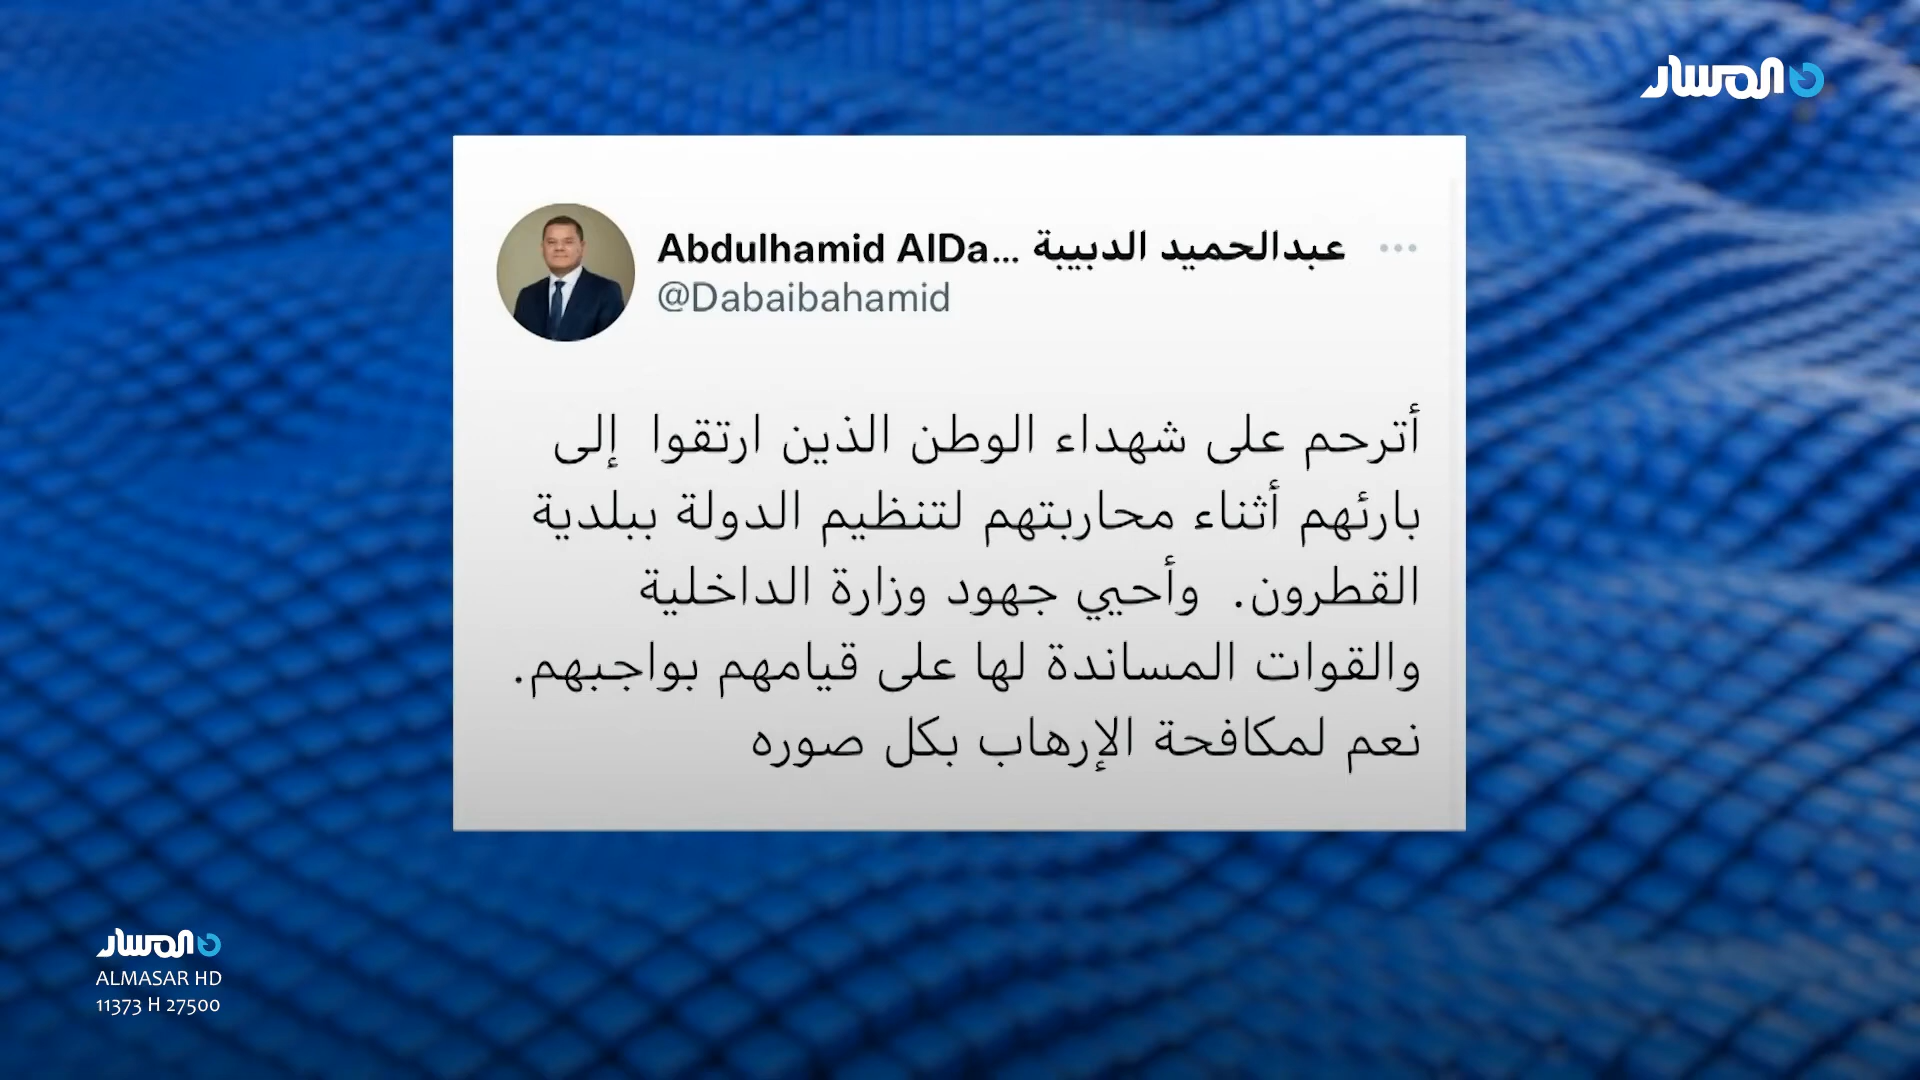 المسار
Abdulhamid AlDa... عبدالحميد الدبيبة
@Dabaibahamid
أترحم على شهداء الوطن الذين ارتقوا إلى
بارئهم أثناء محاربتهم لتنظيم الدولة ببلدية
القطرون. وأحيي جهود وزارة الداخلية
والقوات المساندة لها على قيامهم بواجبهم.
نعم لمكافحة الإرهاب بكل صوره
المسار
ALMASAR HD
11373 H 27500